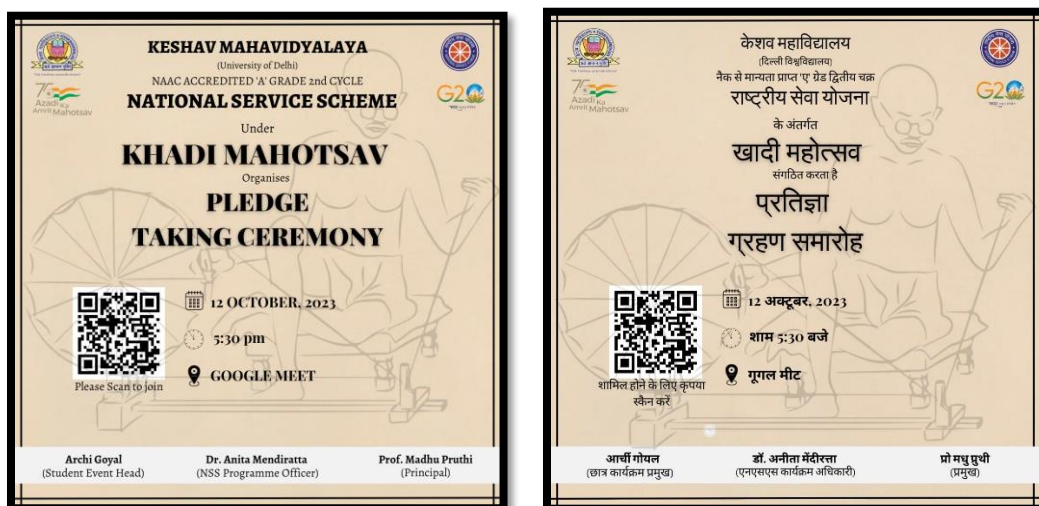 KESHAV MAHAVIDYALAYA
(University of Delhi)
NAAC ACCREDITED 'A' GRADE 2nd CYCLE
NATIONAL SERVICE SCHEME
75
Azadi Ka
Amrit Mahotsav
G20
Under
KHADI MAHOTSAV
Organises
PLEDGE
TAKING CEREMONY
12 OCTOBER, 2023
5:30 pm
GOOGLE MEET
Please Scan to join
Archi Goyal
(Student Event Head)
Dr. Anita Mendiratta
(NSS Programme Officer)
Prof. Madhu Pruthi
(Principal)
केशव महाविद्यालय
(दिल्ली विश्वविद्यालय)
नैक से मान्यता प्राप्त 'ए' ग्रेड द्वितीय चक्र
राष्ट्रीय सेवा योजना
75
Azadi Ka
Amrit Mahotsav
G20
के अंतर्गत
खादी महोत्सव
संगठित करता है
प्रतिज्ञा
ग्रहण समारोह
12 अक्टूबर, 2023
शाम 5:30 बजे
गूगल मीट
शामिल होने के लिए कृपया
स्कैन करें
आर्ची गोयल
(छात्र कार्यक्रम प्रमुख)
डॉ. अनीता मेंदीरत्ता
(एनएसएस कार्यक्रम अधिकारी)
प्रो मधु प्रुथी
(प्रमुख)